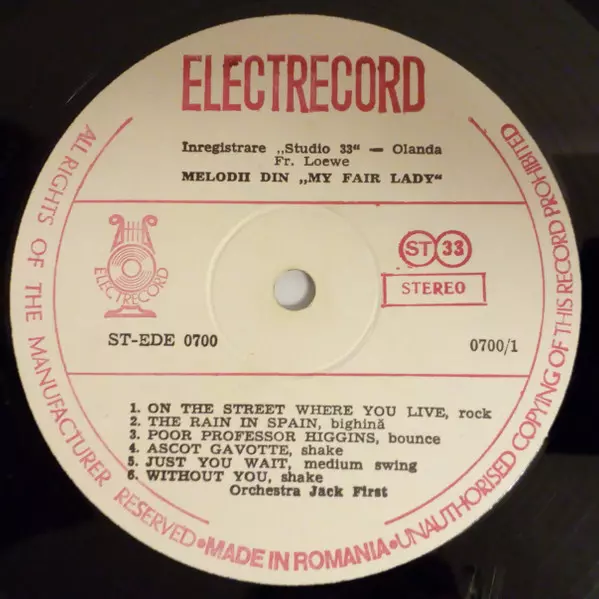 ELECTRECORD
Inregistrare „Studio 33“ — Olanda
Fr. Loewe
MELODII DIN „MY FAIR LADY“
ELECTRECORD
ST 33
STEREO
ST-EDE 0700
0700/1
1. ON THE STREET WHERE YOU LIVE, rock
2. THE RAIN IN SPAIN, bighină
3. POOR PROFESSOR HIGGINS, bounce
4. ASCOT GAVOTTE, shake
5. JUST YOU WAIT, medium swing
6. WITHOUT YOU, shake
Orchestra Jack First
ALL RIGHTS OF THE MANUFACTURER RESERVED • MADE IN ROMANIA • UNAUTHORISED COPYING OF THIS RECORD PROHIBITED